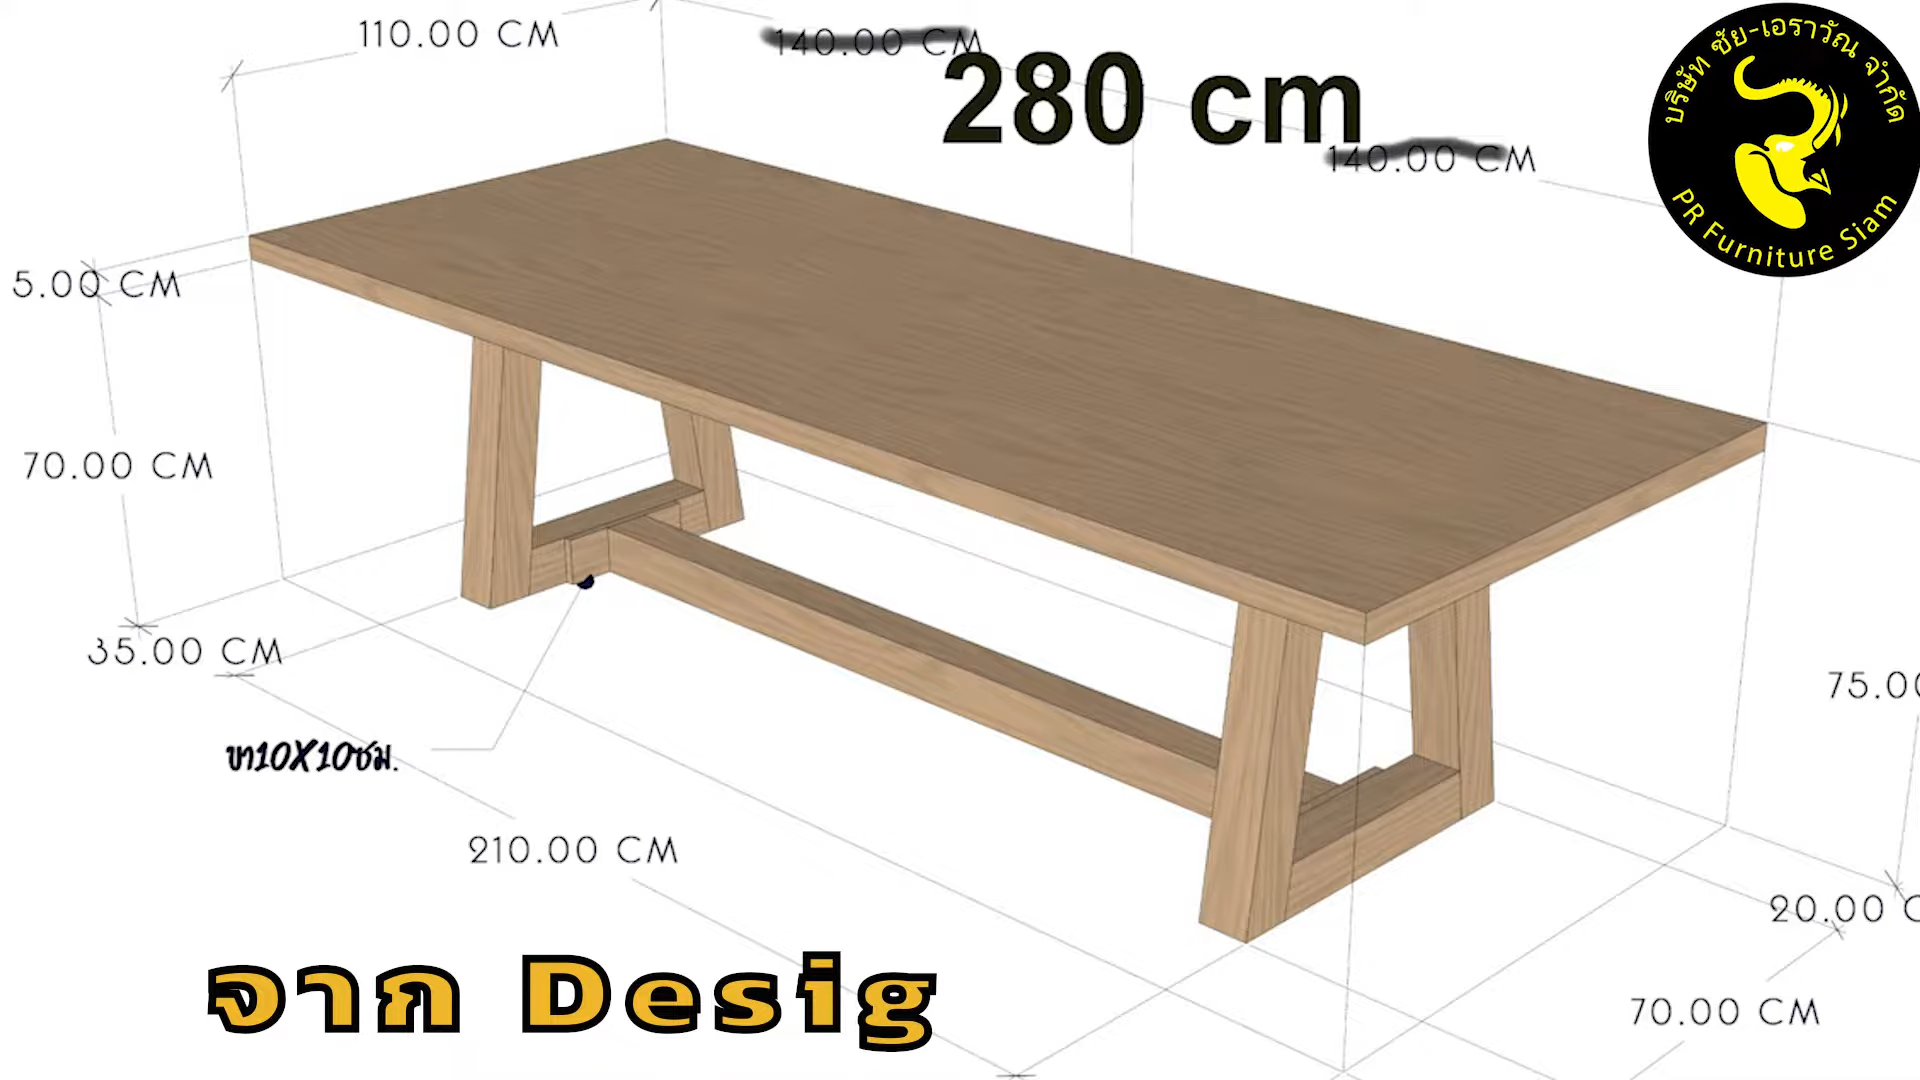 110.00 CM
140.00 CM
280 cm
140.00 CM
บริษัท ชัย-เอราวัณ จำกัด
PR Furniture Siam
5.00 CM
70.00 CM
35.00 CM
75.00
ขา10X10ซม.
210.00 CM
20.00 C
70.00 CM
จาก Desig